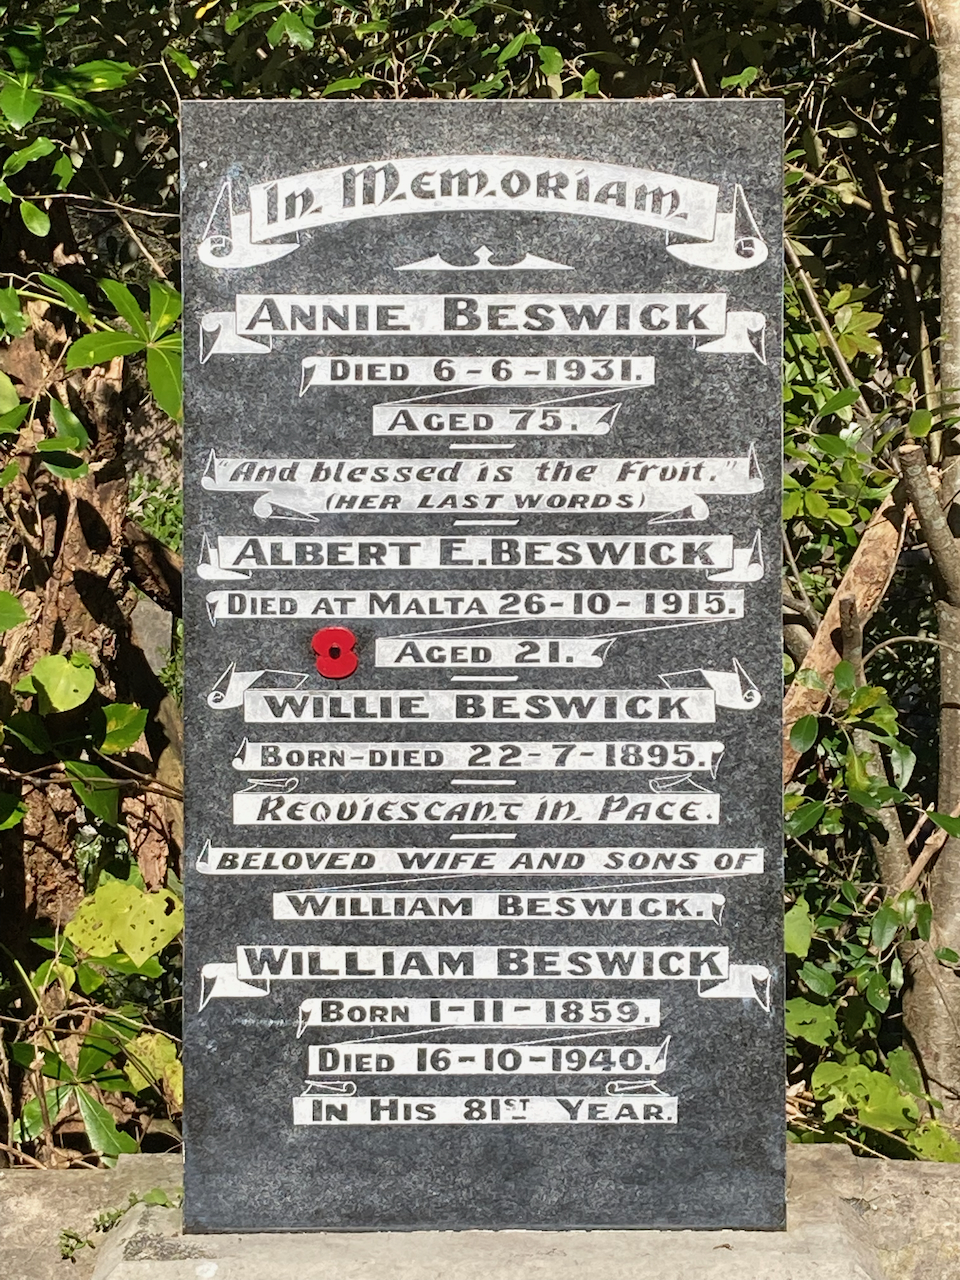 In Memoriam
ANNIE BESWICK
DIED 6-6-1931.
AGED 75.
"And blessed is the Fruit."
(HER LAST WORDS)
ALBERT E. BESWICK
DIED AT MALTA 26-10-1915.
AGED 21.
WILLIE BESWICK
BORN-DIED 22-7-1895.
REQUIESCANT IN PACE.
BELOVED WIFE AND SONS OF
WILLIAM BESWICK.
WILLIAM BESWICK
BORN 1-11-1859.
DIED 16-10-1940.
IN HIS 81ST YEAR.